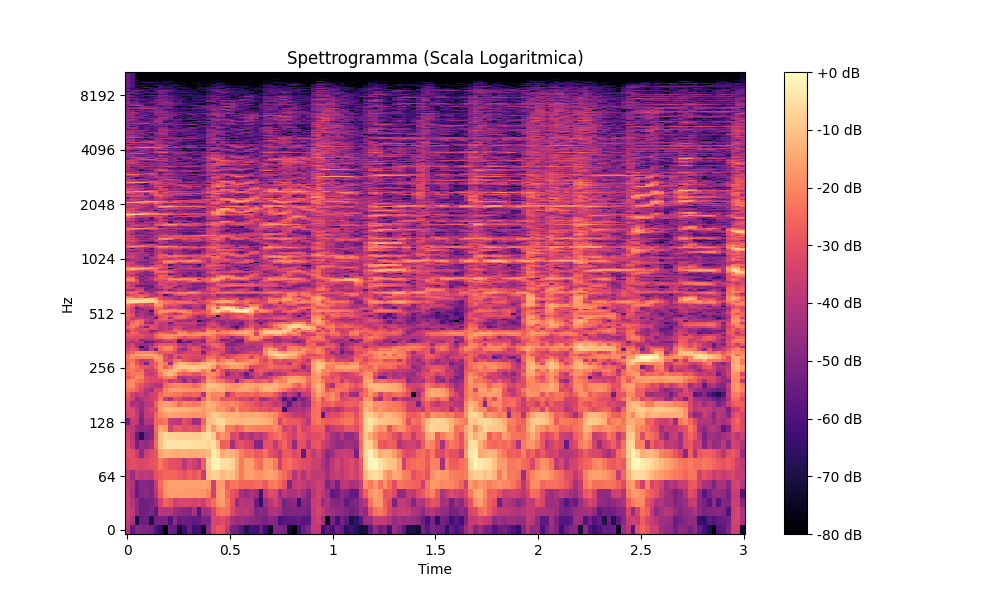 Spettrogramma (Scala Logaritmica)
+0 dB
8192
-10 dB
4096
-20 dB
2048
-30 dB
1024
Hz
512
-40 dB
256
-50 dB
128
-60 dB
64
-70 dB
0
-80 dB
0 0.5 1 1.5 2 2.5 3
Time